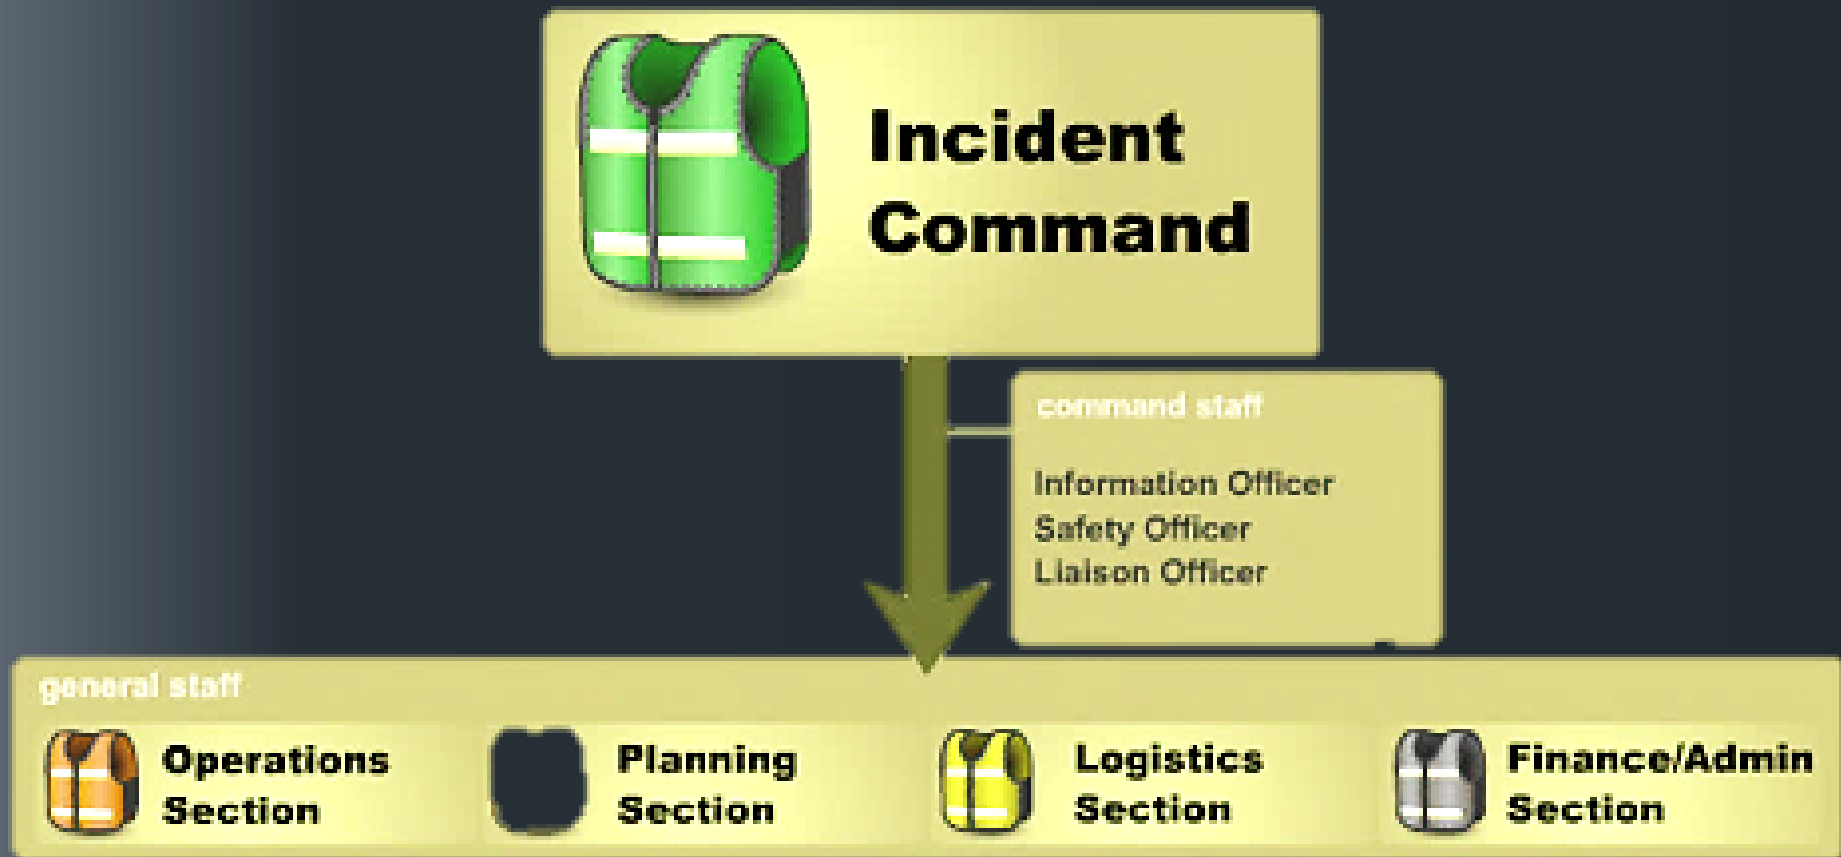 Incident
Command
command staff
Information Officer
Safety Officer
Liaison Officer
general staff
Operations
Section
Planning
Section
Logistics
Section
Finance/Admin
Section